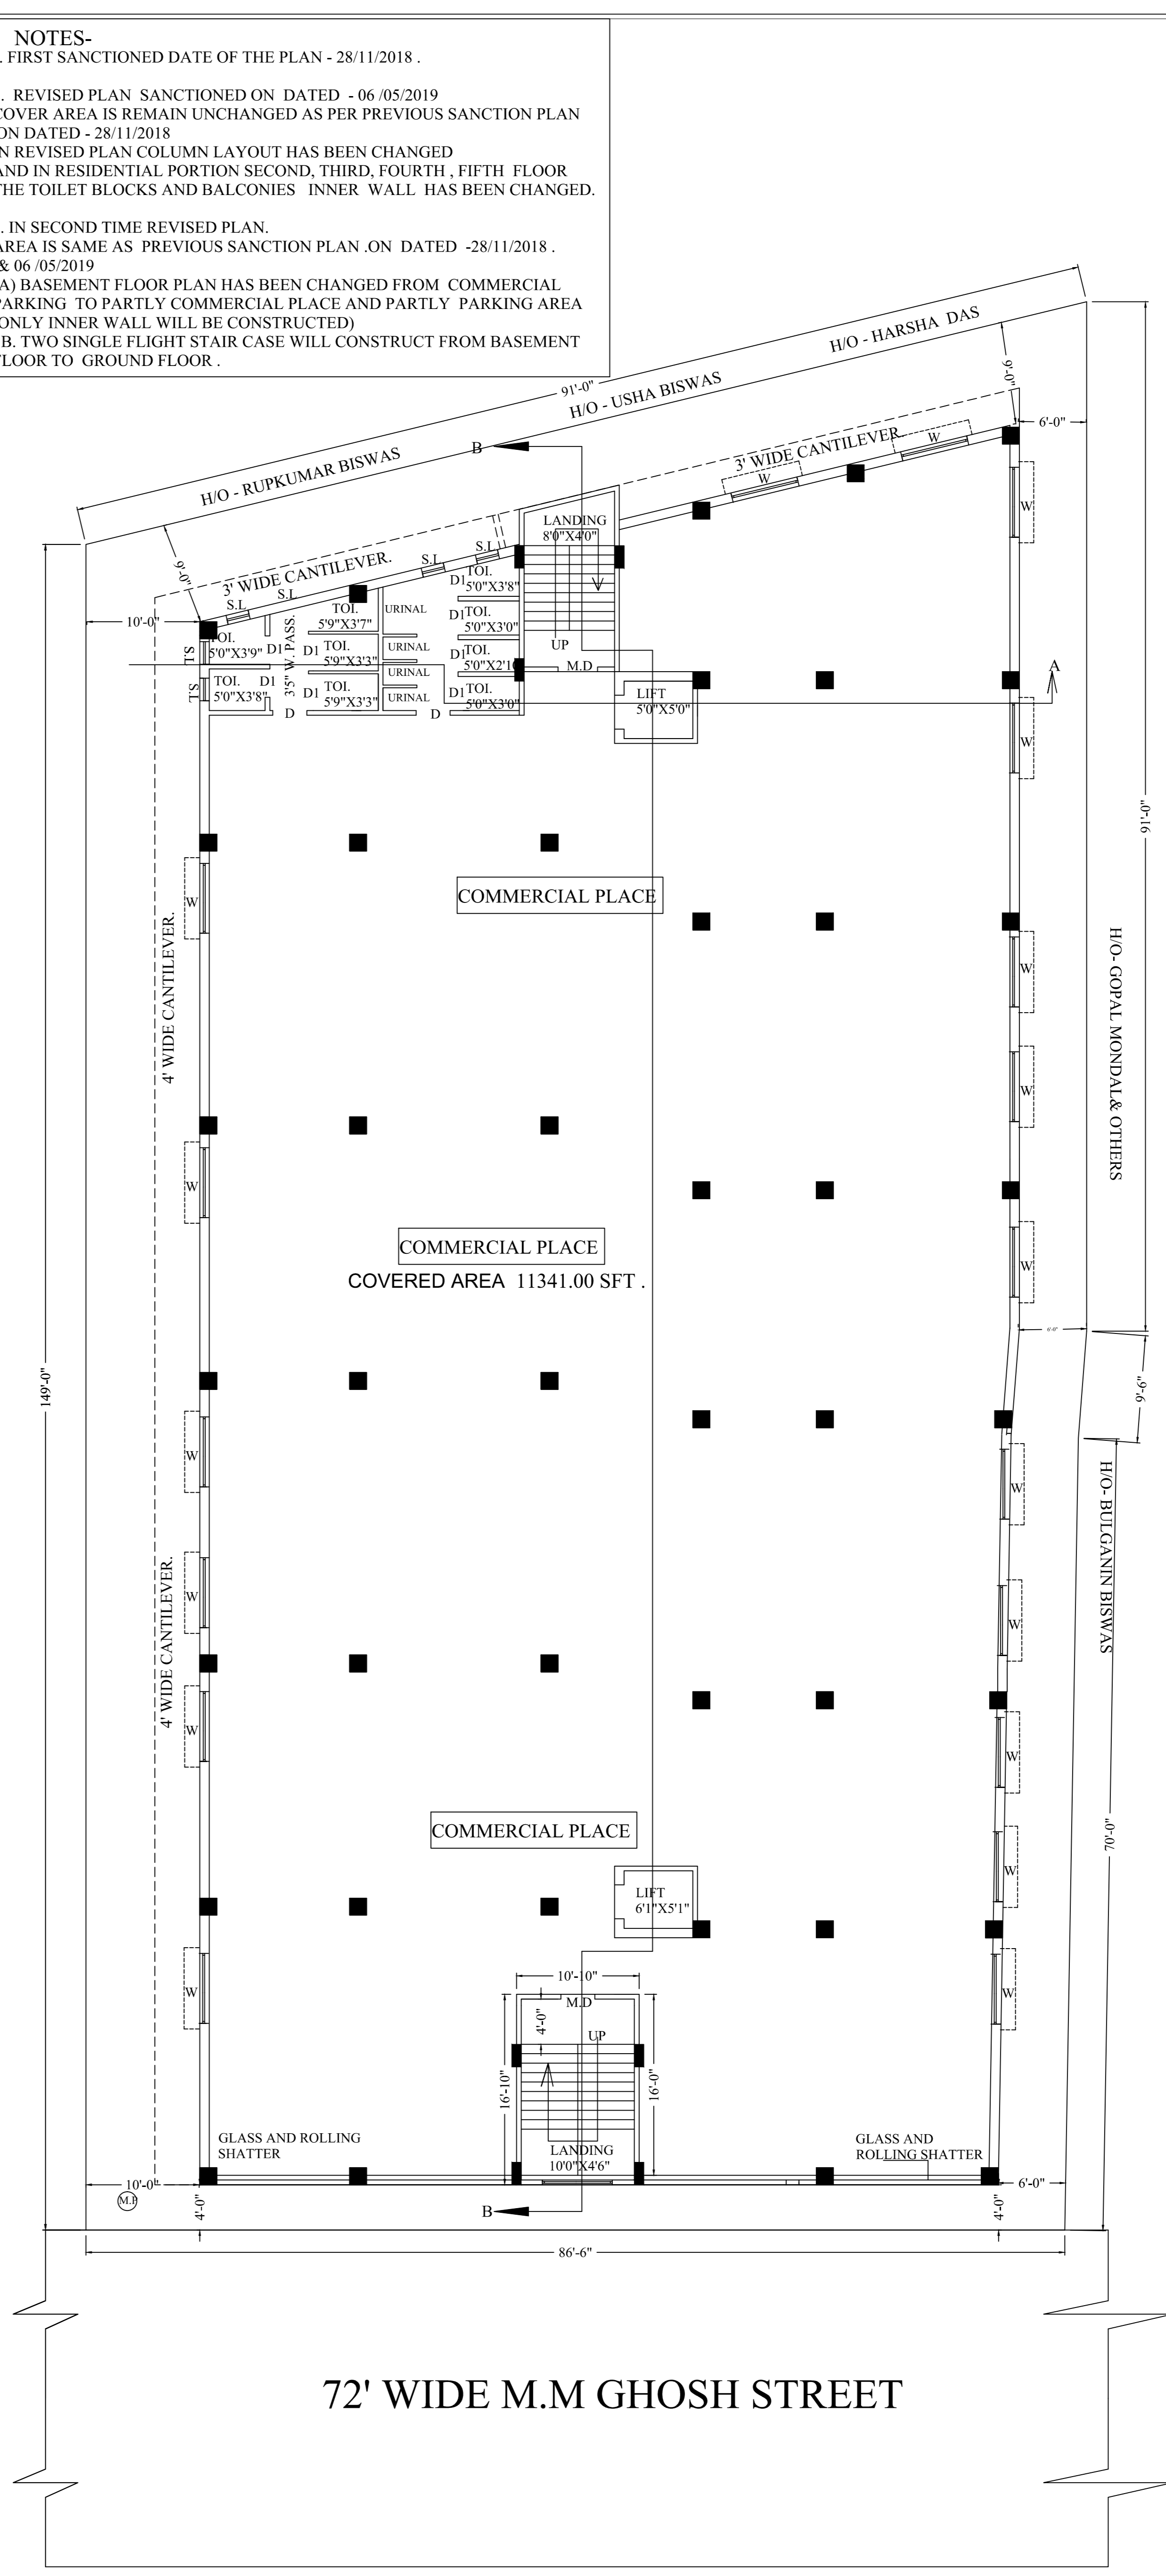 NOTES-
. FIRST SANCTIONED DATE OF THE PLAN - 28/11/2018 .
. REVISED PLAN SANCTIONED ON DATED - 06 /05/2019
COVER AREA IS REMAIN UNCHANGED AS PER PREVIOUS SANCTION PLAN
ON DATED - 28/11/2018
IN REVISED PLAN COLUMN LAYOUT HAS BEEN CHANGED
AND IN RESIDENTIAL PORTION SECOND, THIRD, FOURTH , FIFTH FLOOR
THE TOILET BLOCKS AND BALCONIES INNER WALL HAS BEEN CHANGED.
. IN SECOND TIME REVISED PLAN.
AREA IS SAME AS PREVIOUS SANCTION PLAN .ON DATED -28/11/2018 .
& 06 /05/2019
A) BASEMENT FLOOR PLAN HAS BEEN CHANGED FROM COMMERCIAL
PARKING TO PARTLY COMMERCIAL PLACE AND PARTLY PARKING AREA
ONLY INNER WALL WILL BE CONSTRUCTED)
B. TWO SINGLE FLIGHT STAIR CASE WILL CONSTRUCT FROM BASEMENT
FLOOR TO GROUND FLOOR .
91'-0"
H/O - RUPKUMAR BISWAS
H/O - USHA BISWAS
H/O - HARSHA DAS
9'-0"
6'-0"
B
3' WIDE CANTILEVER.
W
W
W
9'-0"
3' WIDE CANTILEVER.
S.L
S.L
S.L
S.L
LANDING
8'0"X4'0"
10'-0"
TOI.
5'0"X3'9"
D1
TOI.
5'9"X3'7"
URINAL
D1
TOI.
5'0"X3'8"
S.L
3'5" W. PASS.
D1
TOI.
5'9"X3'3"
URINAL
D1
TOI.
5'0"X3'0"
UP
M.D
S.L
TOI.
5'0"X3'8"
D1
D1
TOI.
5'9"X3'3"
URINAL
URINAL
D1
TOI.
5'0"X2'10
D1
TOI.
5'0"X3'0"
D
D
LIFT
5'0"X5'0"
A
W
91'-0"
149'-0"
COMMERCIAL PLACE
W
4' WIDE CANTILEVER.
W
W
H/O- GOPAL MONDAL& OTHERS
W
COMMERCIAL PLACE
COVERED AREA 11341.00 SFT .
W
6'-0"
9'-6"
W
W
H/O- BULGANIN BISWAS
W
W
4' WIDE CANTILEVER.
W
W
70'-0"
COMMERCIAL PLACE
W
LIFT
6'1"X5'1"
W
W
10'-10"
M.D
4'-0"
UP
16'-10"
16'-0"
LANDING
10'0"X4'6"
GLASS AND ROLLING
SHATTER
GLASS AND
ROLLING SHATTER
10'-0"
M.P
4'-0"
B
4'-0"
6'-0"
86'-6"
72' WIDE M.M GHOSH STREET